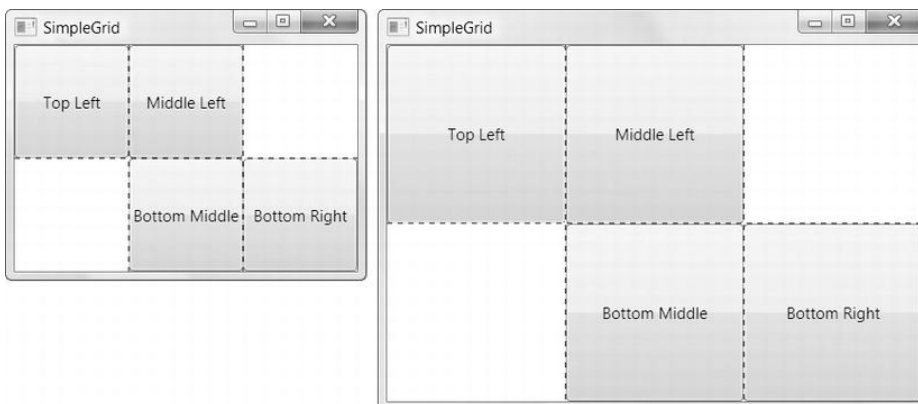 SimpleGrid
Top Left
Middle Left
Bottom Middle
Bottom Right
SimpleGrid
Top Left
Middle Left
Bottom Middle
Bottom Right